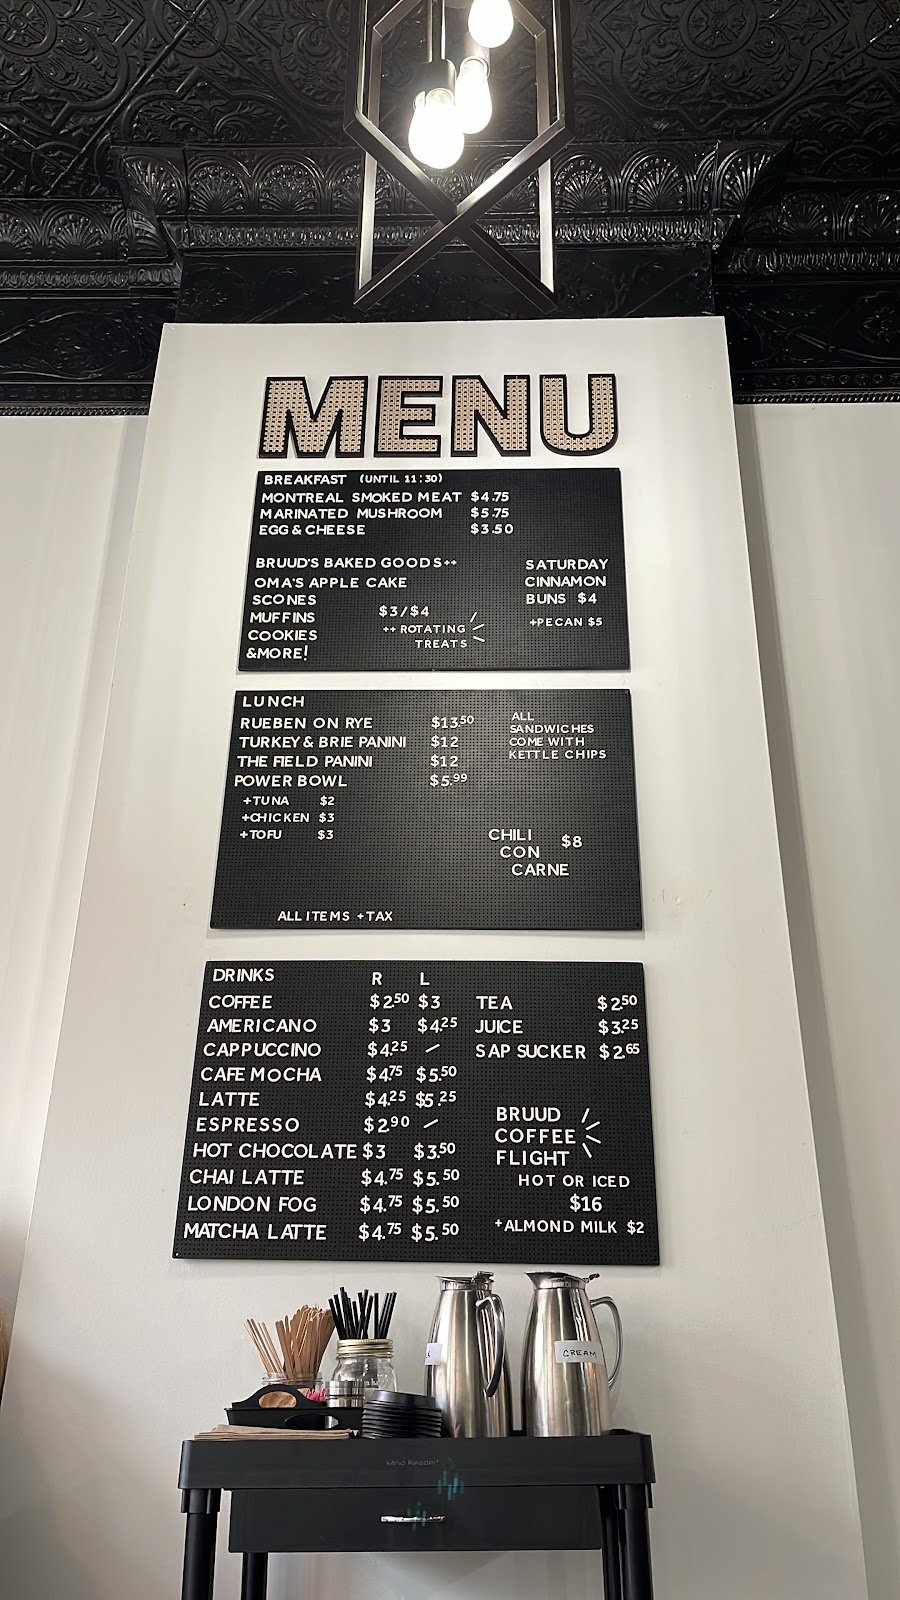 MENU
BREAKFAST (UNTIL 11:30)
MONTREAL SMOKED MEAT $4.75
MARINATED MUSHROOM $5.75
EGG & CHEESE $3.50
BRUUD'S BAKED GOODS++
OMA'S APPLE CAKE
SCONES
MUFFINS
COOKIES
&MORE!
$3/$4
++ ROTATING
TREATS
SATURDAY
CINNAMON
BUNS $4
+PECAN $5
LUNCH
RUEBEN ON RYE $13.50
TURKEY & BRIE PANINI $12
THE FIELD PANINI $12
POWER BOWL $5.99
+TUNA $2
+CHICKEN $3
+TOFU $3
ALL
SANDWICHES
COME WITH
KETTLE CHIPS
CHILI
CON $8
CARNE
ALL ITEMS +TAX
DRINKS R L
COFFEE $2.50 $3
AMERICANO $3 $4.25
CAPPUCCINO $4.25 /
CAFE MOCHA $4.75 $5.50
LATTE $4.25 $5.25
ESPRESSO $2.90 /
HOT CHOCOLATE $3 $3.50
CHAI LATTE $4.75 $5.50
LONDON FOG $4.75 $5.50
MATCHA LATTE $4.75 $5.50
TEA $2.50
JUICE $3.25
SAP SUCKER $2.65
BRUUD
COFFEE
FLIGHT
HOT OR ICED
$16
+ALMOND MILK $2
CREAM
Mind Reader